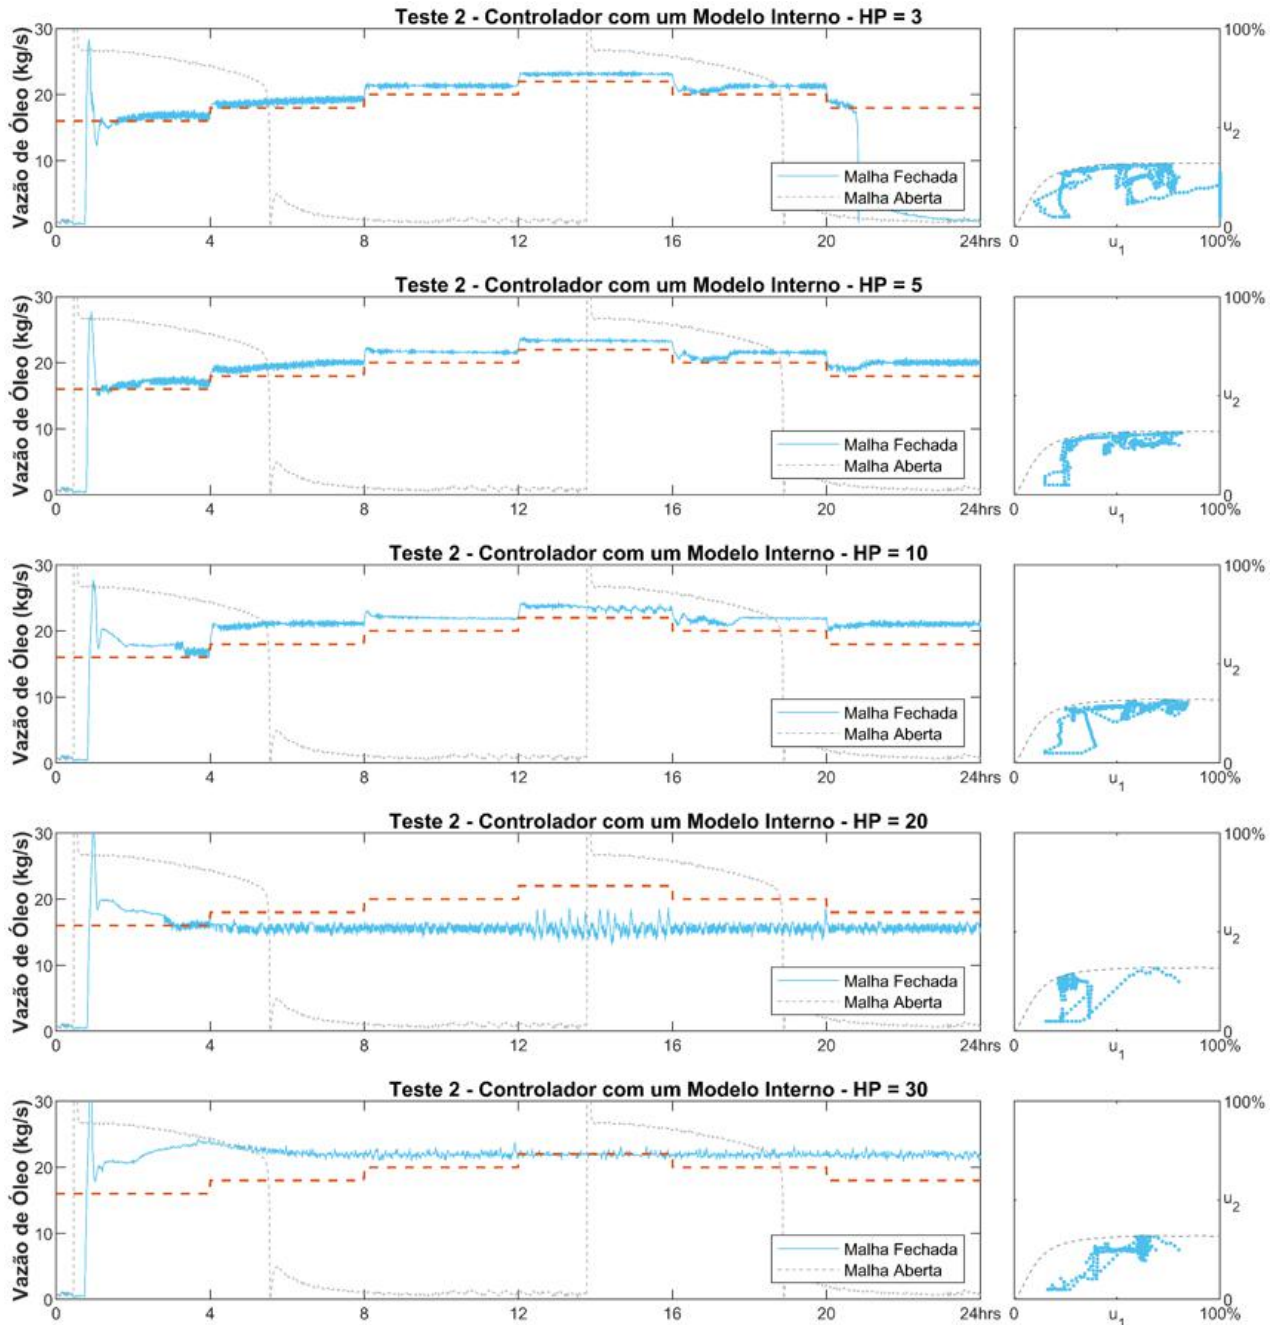 Teste 2 - Controlador com um Modelo Interno - HP = 3
Vazão de Óleo (kg/s)
30
20
10
0
Malha Fechada
Malha Aberta
0 4 8 12 16 20 24hrs
100%
u2
0
0 u1 100%
Teste 2 - Controlador com um Modelo Interno - HP = 5
Vazão de Óleo (kg/s)
30
20
10
0
Malha Fechada
Malha Aberta
0 4 8 12 16 20 24hrs
100%
u2
0
0 u1 100%
Teste 2 - Controlador com um Modelo Interno - HP = 10
Vazão de Óleo (kg/s)
30
20
10
0
Malha Fechada
Malha Aberta
0 4 8 12 16 20 24hrs
100%
u2
0
0 u1 100%
Teste 2 - Controlador com um Modelo Interno - HP = 20
Vazão de Óleo (kg/s)
30
20
10
0
Malha Fechada
Malha Aberta
0 4 8 12 16 20 24hrs
100%
u2
0
0 u1 100%
Teste 2 - Controlador com um Modelo Interno - HP = 30
Vazão de Óleo (kg/s)
30
20
10
0
Malha Fechada
Malha Aberta
0 4 8 12 16 20 24hrs
100%
u2
0
0 u1 100%